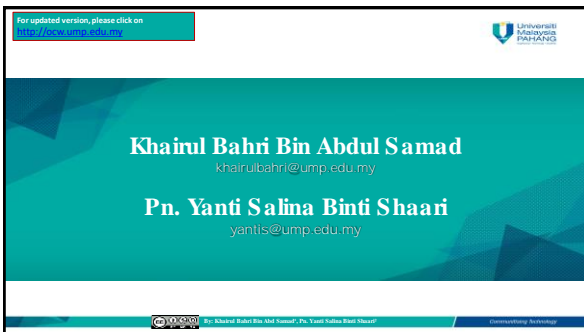 For updated version, please click on
http://ocw.ump.edu.my
Universiti
Malaysia
PAHANG
Khairul Bahri Bin Abdul Samad
khairulbahri@ump.edu.my
Pn. Yanti Salina Binti Shaari
yantis@ump.edu.my
By: Khairul Bahri Bin Abd Samad¹, Pn. Yanti Salina Binti Shaari²
Communitising Technology